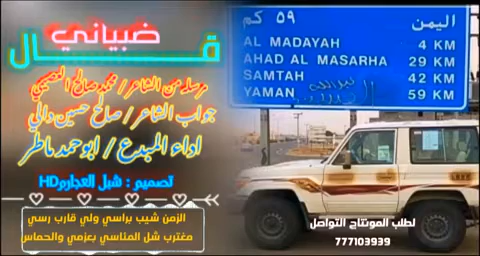 ضبياني
قال
مرسله من الشاعر / محمد صالح
جواب الشاعر / صالح حسين دالي
اداء المبدع / ابو حمد ماطر
تصميم : شبل العجارمHD
الزمن شيب براسي ولي قارب رسي
مغترب شل المناسي بعزمي والحماس
اليمن ٥٩ كم
AL MADAYAH 4 KM
AHAD AL MASARHA 29 KM
SAMTAH 42 KM
YAMAN 59 KM
لطلب المونتاج التواصل
777103939